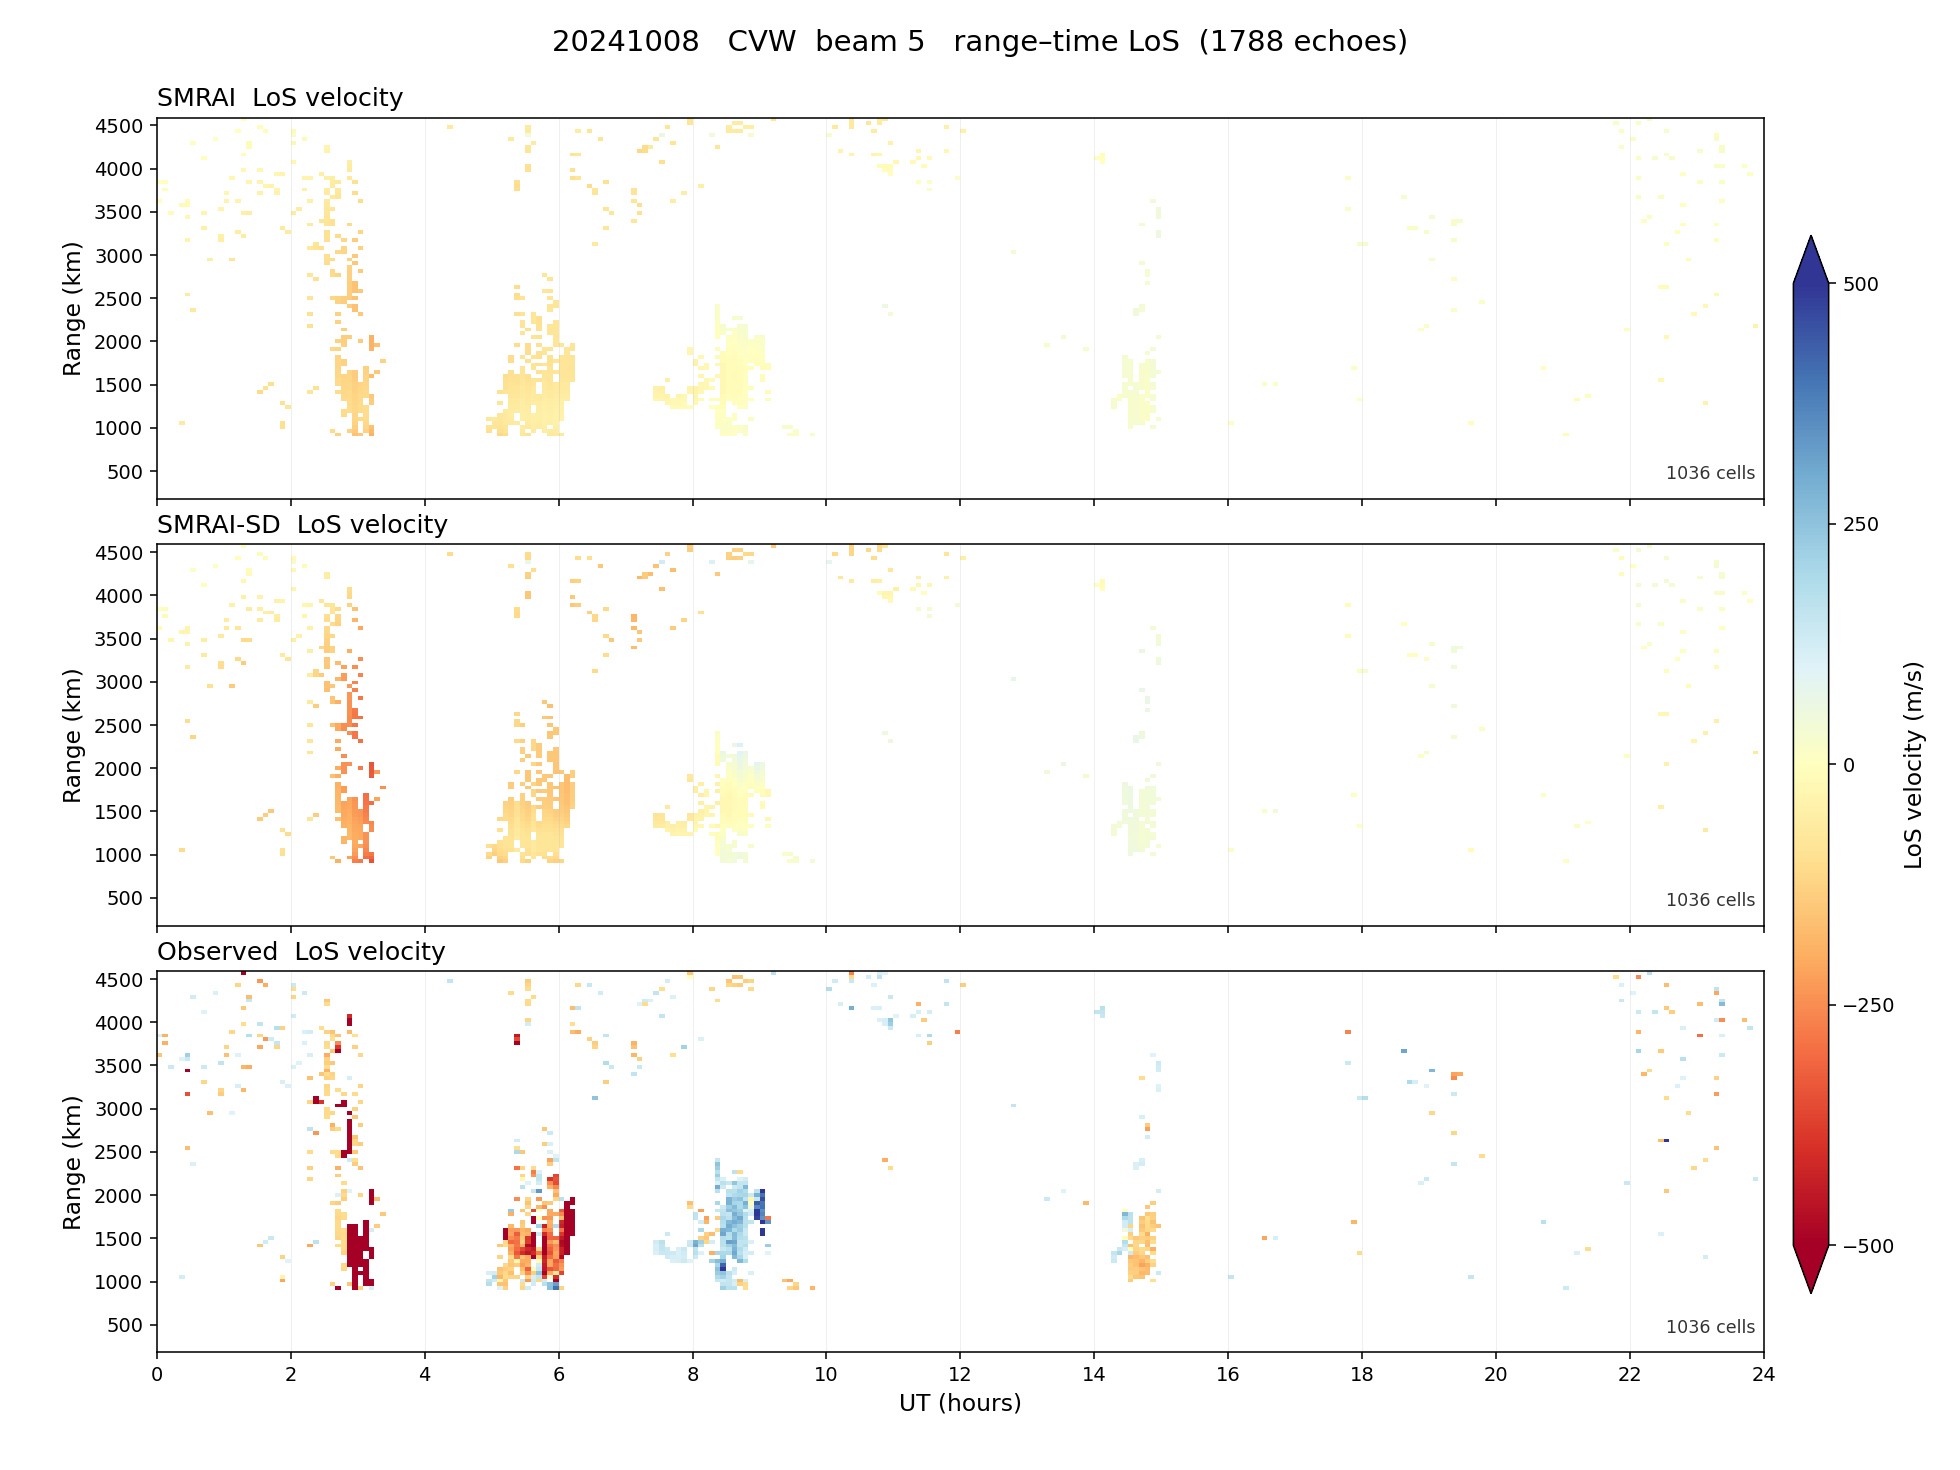 20241008   CVW  beam 5   range–time LoS  (1788 echoes)
SMRAI  LoS velocity
4500
4000
3500
3000
2500
2000
1500
1000
500
Range (km)
1036 cells
SMRAI-SD  LoS velocity
4500
4000
3500
3000
2500
2000
1500
1000
500
Range (km)
1036 cells
Observed  LoS velocity
4500
4000
3500
3000
2500
2000
1500
1000
500
Range (km)
1036 cells
0 2 4 6 8 10 12 14 16 18 20 22 24
UT (hours)
500
250
0
−250
−500
LoS velocity (m/s)